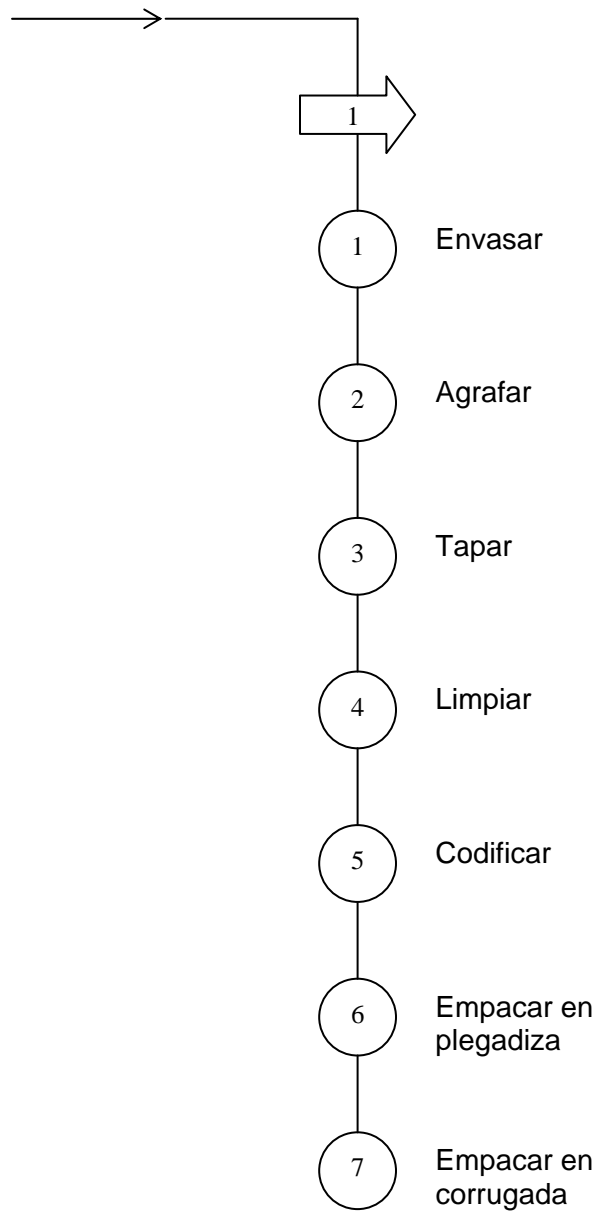 1
1 Envasar
2 Agrafar
3 Tapar
4 Limpiar
5 Codificar
6 Empacar en
plegadiza
7 Empacar en
corrugada